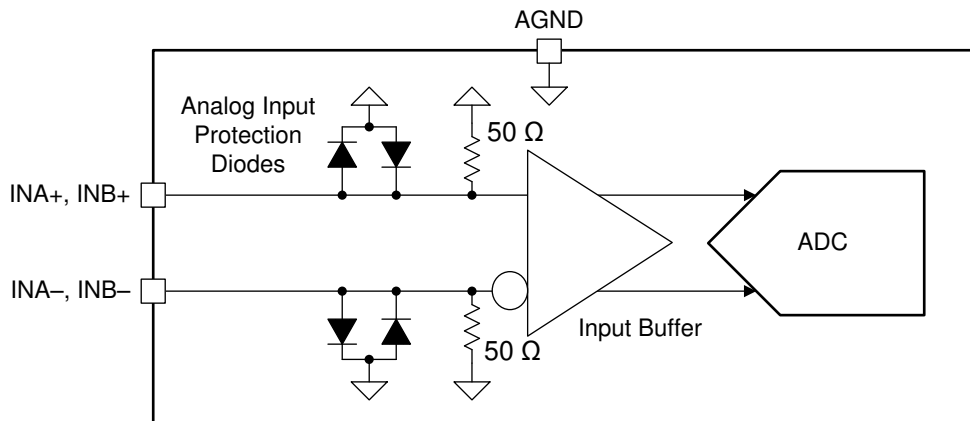 AGND
Analog Input
Protection
Diodes
50 Ω
INA+, INB+
ADC
INA–, INB–
Input Buffer
50 Ω